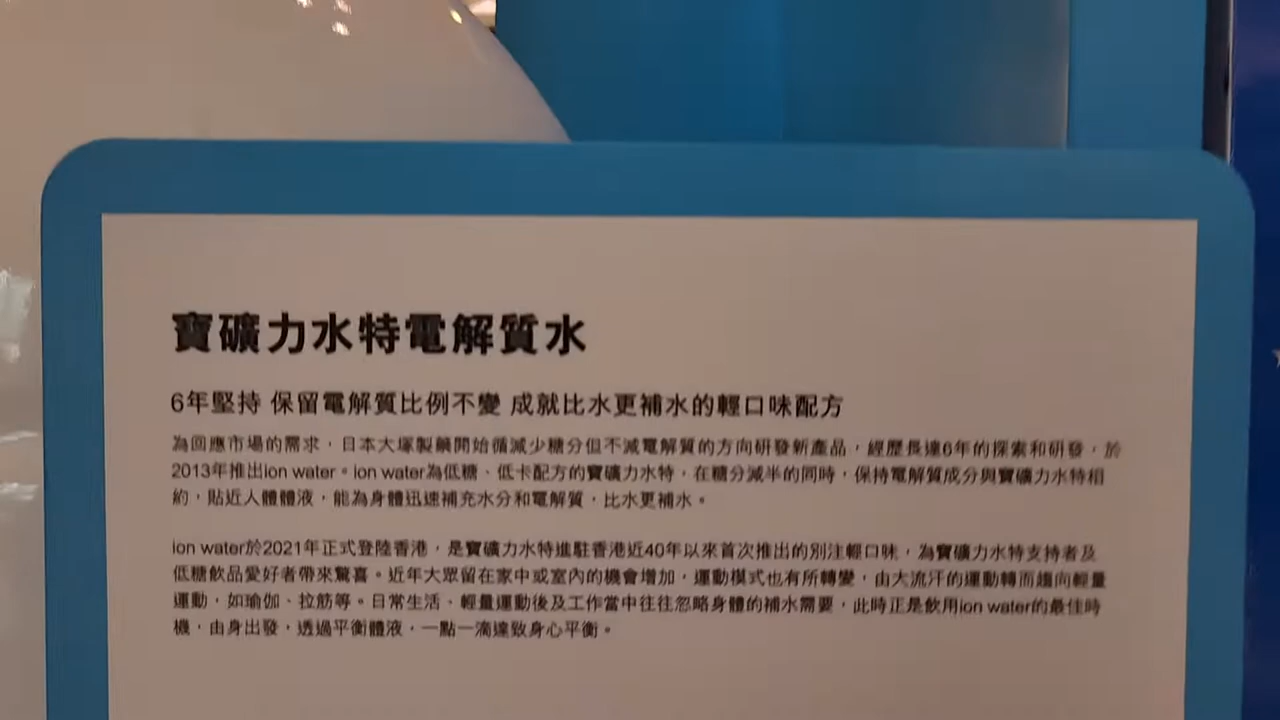 寶礦力水特電解質水
6年堅持 保留電解質比例不變 成就比水更補水的輕口味配方
為回應市場的需求，日本大塚製藥開始循減少糖分但不減電解質的方向研發新產品，經歷長達6年的探索和研發，於
2013年推出ion water。ion water為低糖、低卡配方的寶礦力水特，在糖分減半的同時，保持電解質成分與寶礦力水特相
約，貼近人體體液，能為身體迅速補充水分和電解質，比水更補水。
ion water於2021年正式登陸香港，是寶礦力水特進駐香港近40年以來首次推出的別注輕口味，為寶礦力水特支持者及
低糖飲品愛好者帶來驚喜。近年大眾留在家中或室內的機會增加，運動模式也有所轉變，由大流汗的運動轉而趨向輕量
運動，如瑜伽、拉筋等。日常生活、輕量運動後及工作當中往往忽略身體的補水需要，此時正是飲用ion water的最佳時
機，由身出發，透過平衡體液，一點一滴達致身心平衡。